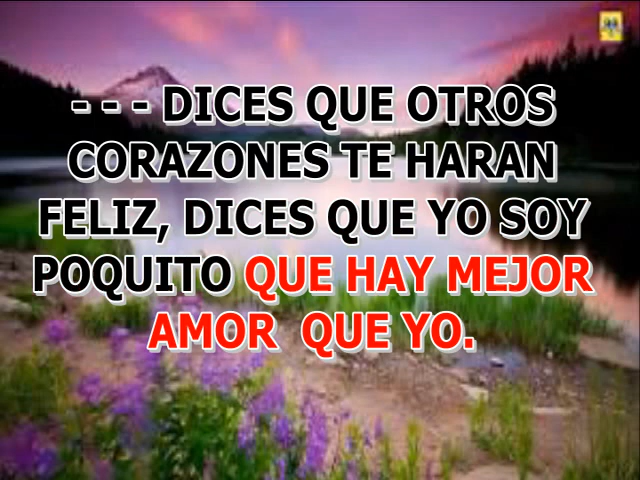 - - - DICES QUE OTROS
CORAZONES TE HARAN
FELIZ, DICES QUE YO SOY
POQUITO QUE HAY MEJOR
AMOR QUE YO.